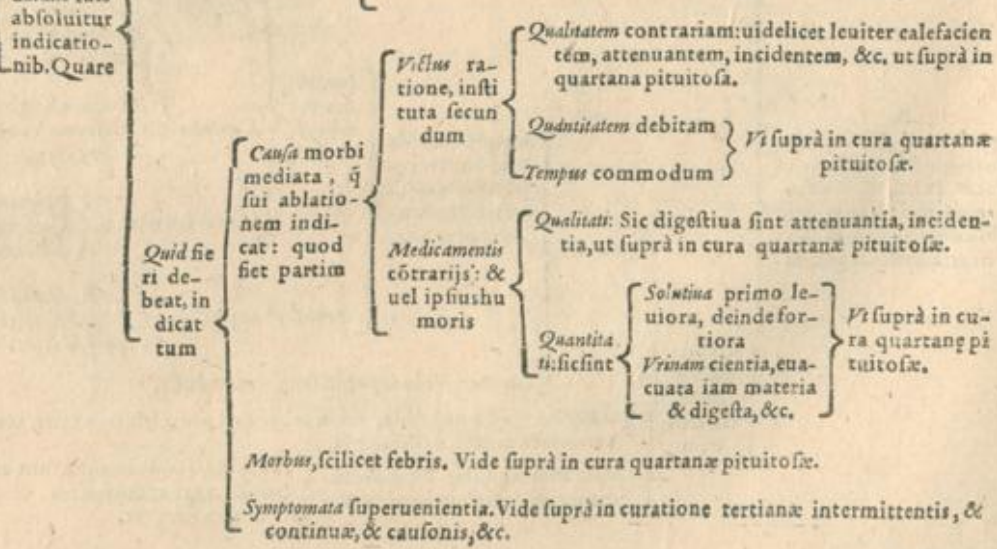 absoluitur
indicatio-
nib. Quare
Quid fie
ri de-
beat, in
dicat
tum
Causa morbi
mediata, q̃
sui ablatio-
nem indi-
cat: quod
fiet partim
Victus ra-
tione, insti
tuta secun
dum
Qualitatem contrariam: uidelicet leuiter calefacien
tem, attenuantem, incidentem, &c. ut suprà in
quartana pituitosa.
Quantitatem debitam
Tempus commodum
Vt suprà in cura quartanæ
pituitosæ.
Medicamentis
cõtrarijs: &
uel ipsiushu
moris
Qualitati: Sic digestiua sint attenuantia, inciden-
tia, ut suprà in cura quartanæ pituitosæ.
Quantita
ti: sic sint
Solutiua primo le-
uiora, deinde for-
tiora
Vrinam cientia, eua-
cuata iam materia
& digesta, &c.
Vt suprà in cu-
ra quartanę pi
tuitosæ.
Morbus, scilicet febris. Vide suprà in cura quartanæ pituitosæ.
Symptomata superuenientia. Vide suprà in curatione tertianæ intermittentis, &
continuæ, & causonis, &c.